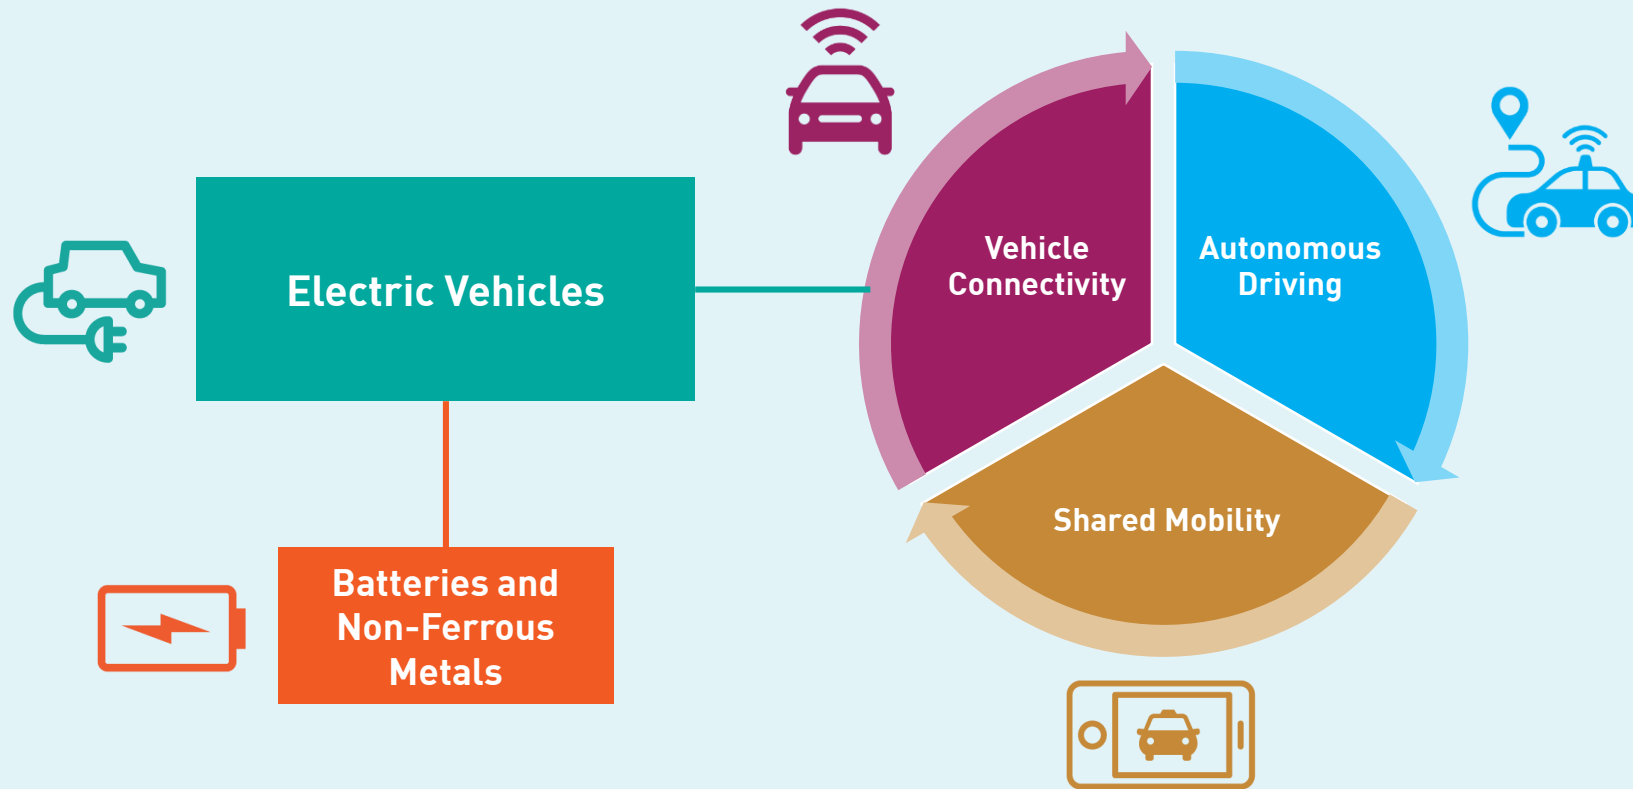 Electric Vehicles
Batteries and
Non-Ferrous
Metals
Vehicle
Connectivity
Autonomous
Driving
Shared Mobility